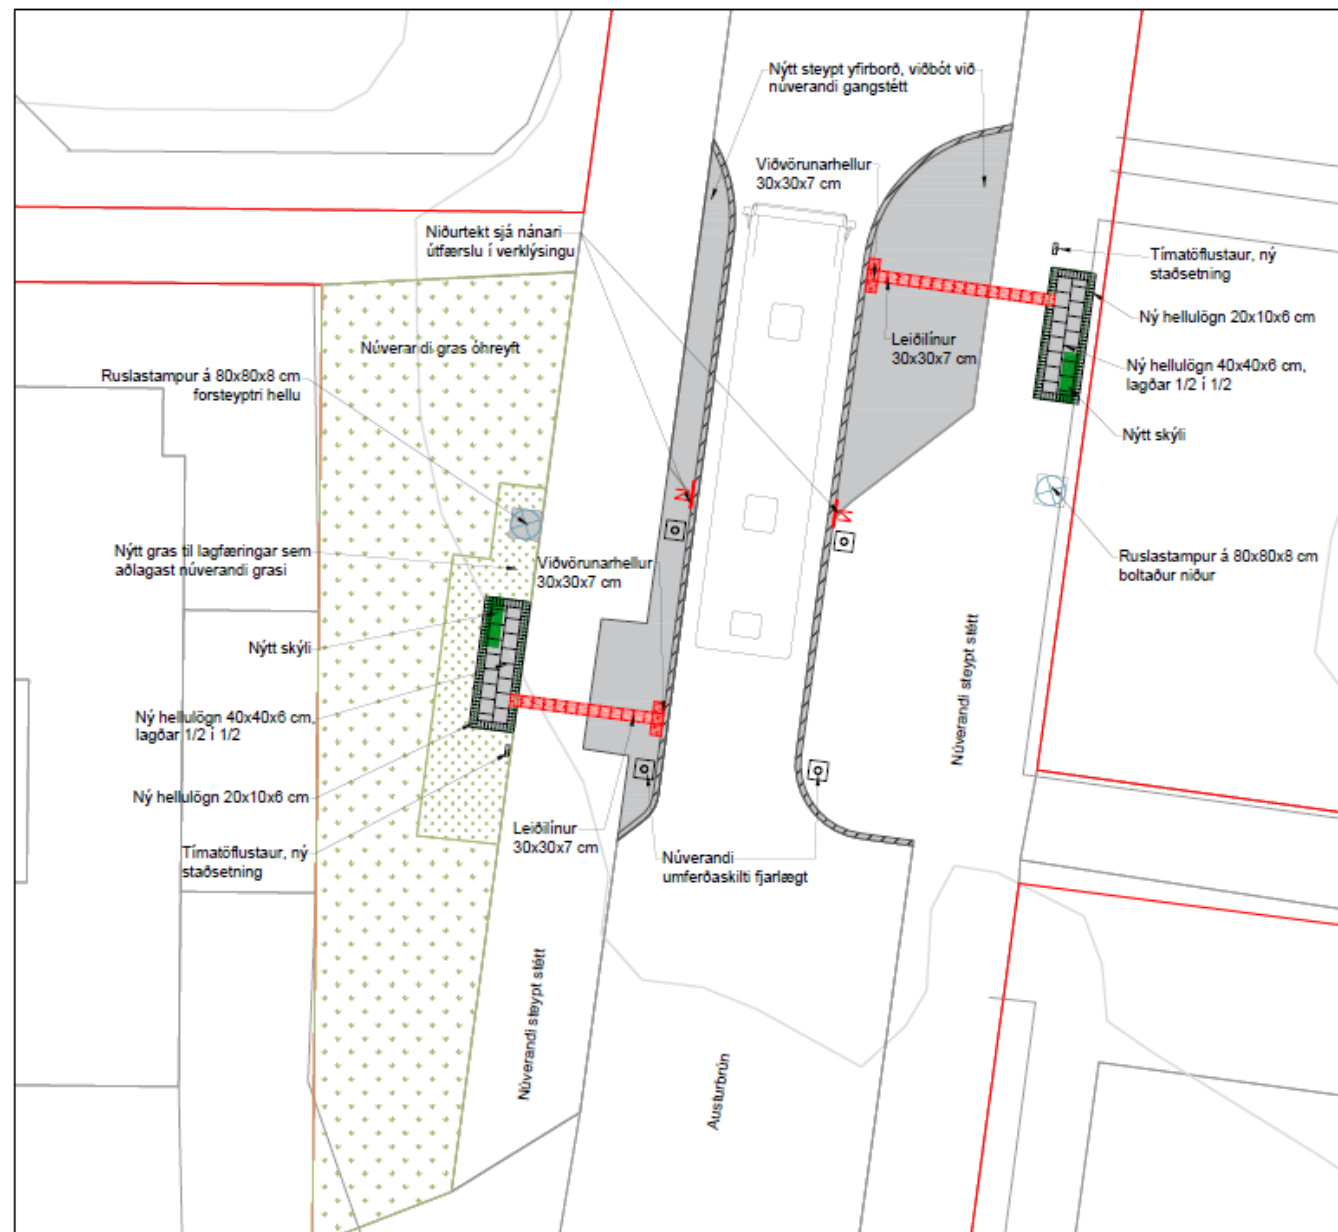 Nýtt steypt yfirborð, viðbót við
núverandi gangstétt
Viðvörunarhellur
30x30x7 cm
Niðurtekt sjá nánari
útfærslu í verklýsingu
Tímatöflustaur, ný
staðsetning
Ný hellulögn 20x10x6 cm
Núverandi gras óhreyft
Leiðilínur
30x30x7 cm
Ný hellulögn 40x40x6 cm,
lagðar 1/2 í 1/2
Ruslastampur á 80x80x8 cm
forsteyptri hellu
Nýtt skýli
Nýtt gras til lagfæringar sem
aðlagast núverandi grasi
Viðvörunarhellur
30x30x7 cm
Ruslastampur á 80x80x8 cm
boltaður niður
Nýtt skýli
Núverandi steypt stétt
Ný hellulögn 40x40x6 cm,
lagðar 1/2 í 1/2
Ný hellulögn 20x10x6 cm
Leiðilínur
30x30x7 cm
Tímatöflustaur, ný
staðsetning
Núverandi
umferðaskilti fjarlægt
Núverandi steypt stétt
Austurbrún
N
N